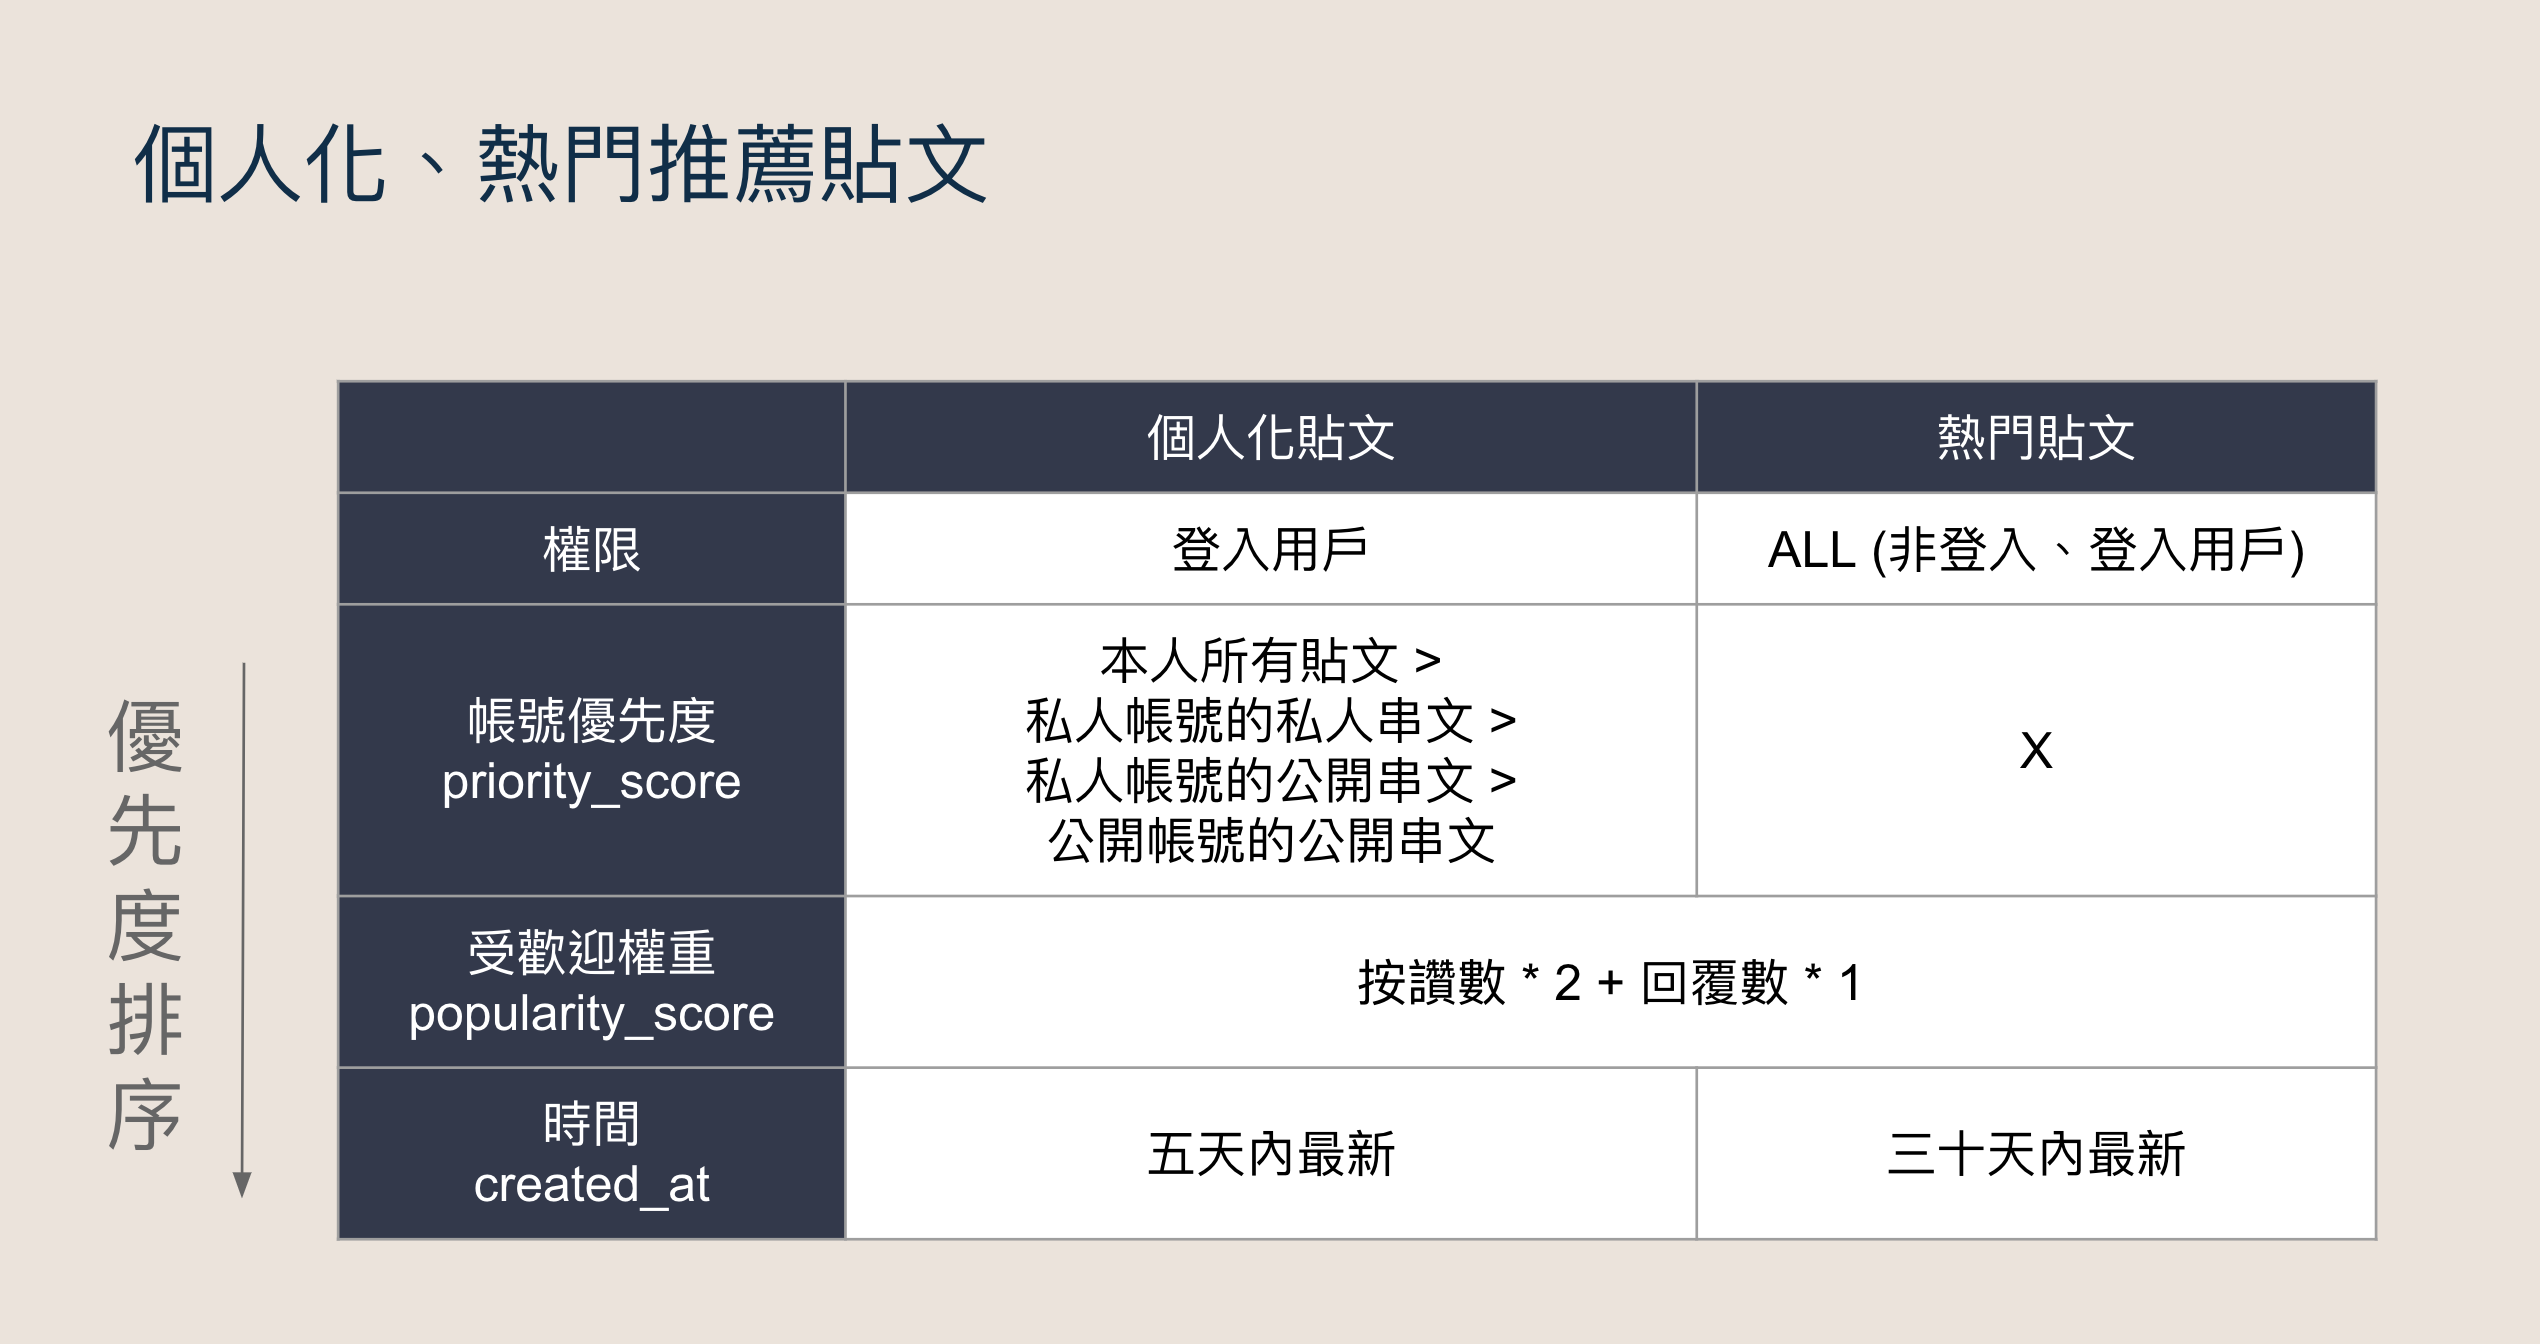 個人化、熱門推薦貼文
個人化貼文
熱門貼文
權限
登入用戶
ALL (非登入、登入用戶)
優先度排序
帳號優先度
priority_score
本人所有貼文 >
私人帳號的私人串文 >
私人帳號的公開串文 >
公開帳號的公開串文
X
受歡迎權重
popularity_score
按讚數 * 2 + 回覆數 * 1
時間
created_at
五天內最新
三十天內最新